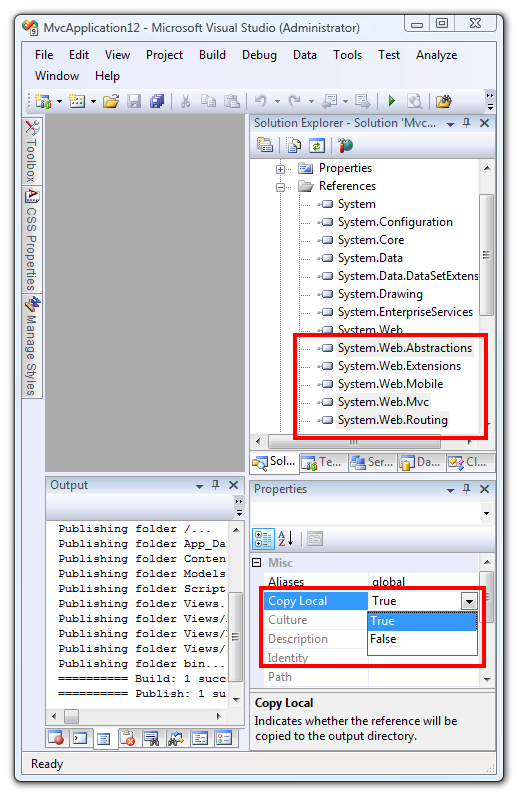 MvcApplication12 - Microsoft Visual Studio (Administrator)
File Edit View Project Build Debug Data Tools Test Analyze
Window Help
Solution Explorer - Solution 'Mvc...
Toolbox
CSS Properties
Manage Styles
Properties
References
System
System.Configuration
System.Core
System.Data
System.Data.DataSetExtens
System.Drawing
System.EnterpriseServices
System.Web
System.Web.Abstractions
System.Web.Extensions
System.Web.Mobile
System.Web.Mvc
System.Web.Routing
Sol... Te... Ser... Da... Cl...
Output
Publishing folder /...
Publishing folder App_Da
Publishing folder Conten
Publishing folder Models
Publishing folder Script
Publishing folder Views.
Publishing folder Views/
Publishing folder Views/
Publishing folder Views/
Publishing folder bin...
========== Build: 1 succ
========== Publish: 1 su
Properties
Misc
Aliases global
Copy Local True
Culture True
Description False
Identity
Path
Copy Local
Indicates whether the reference will be
copied to the output directory.
Ready